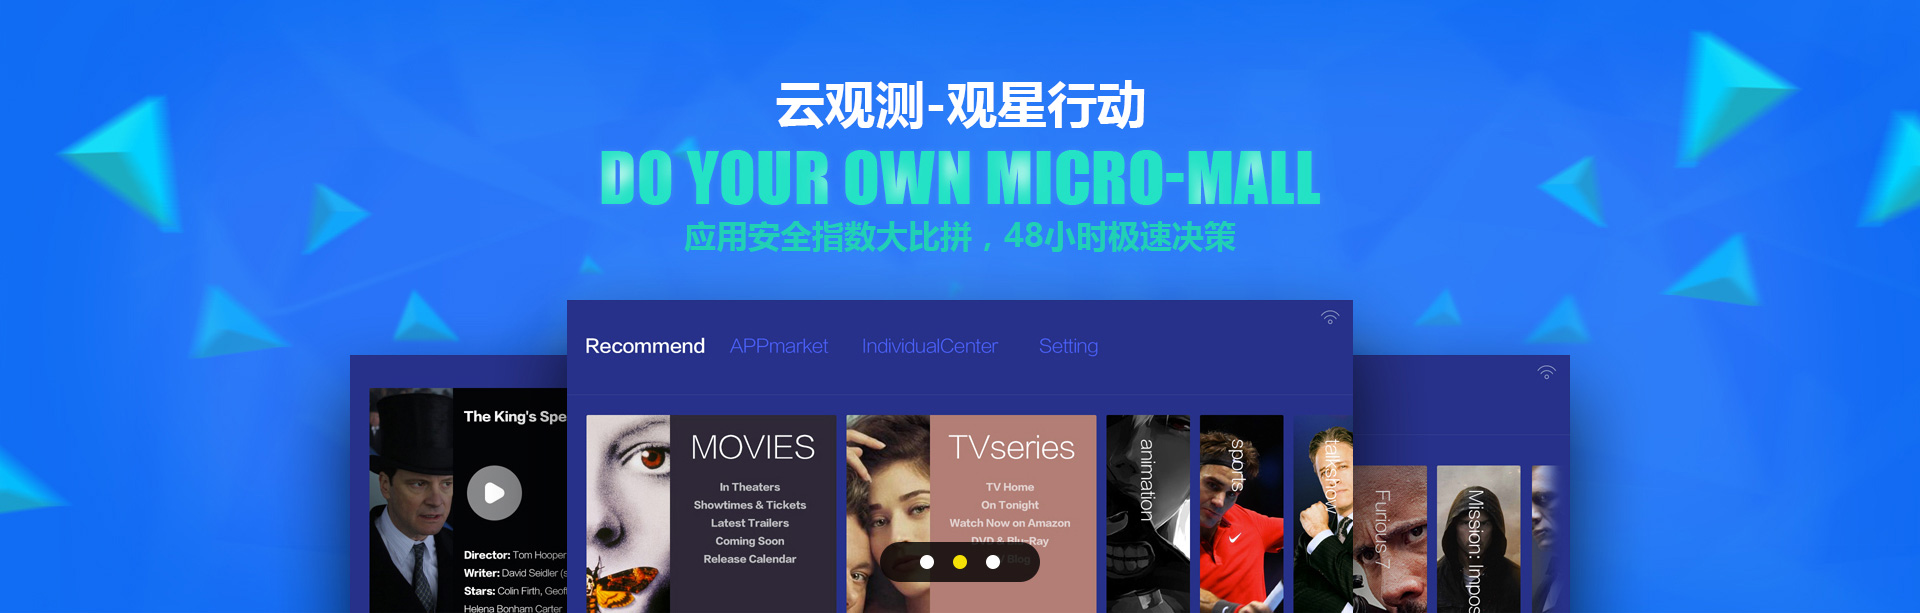 云观测-观星行动
DO YOUR OWN MICRO-MALL
应用安全指数大比拼，48小时极速决策
Recommend APPmarket IndividualCenter Setting
The King's Spe
Director: Tom Hooper
Writer: David Seidler (s
Stars: Colin Firth, Geof
Helena Bonham Carter
MOVIES
In Theaters
Showtimes & Tickets
Latest Trailers
Coming Soon
Release Calendar
TVseries
TV Home
On Tonight
Watch Now on Amazon
DVD & Blu-Ray
Blog
animation
sports
talkshow
Furious 7
Mission: Impos